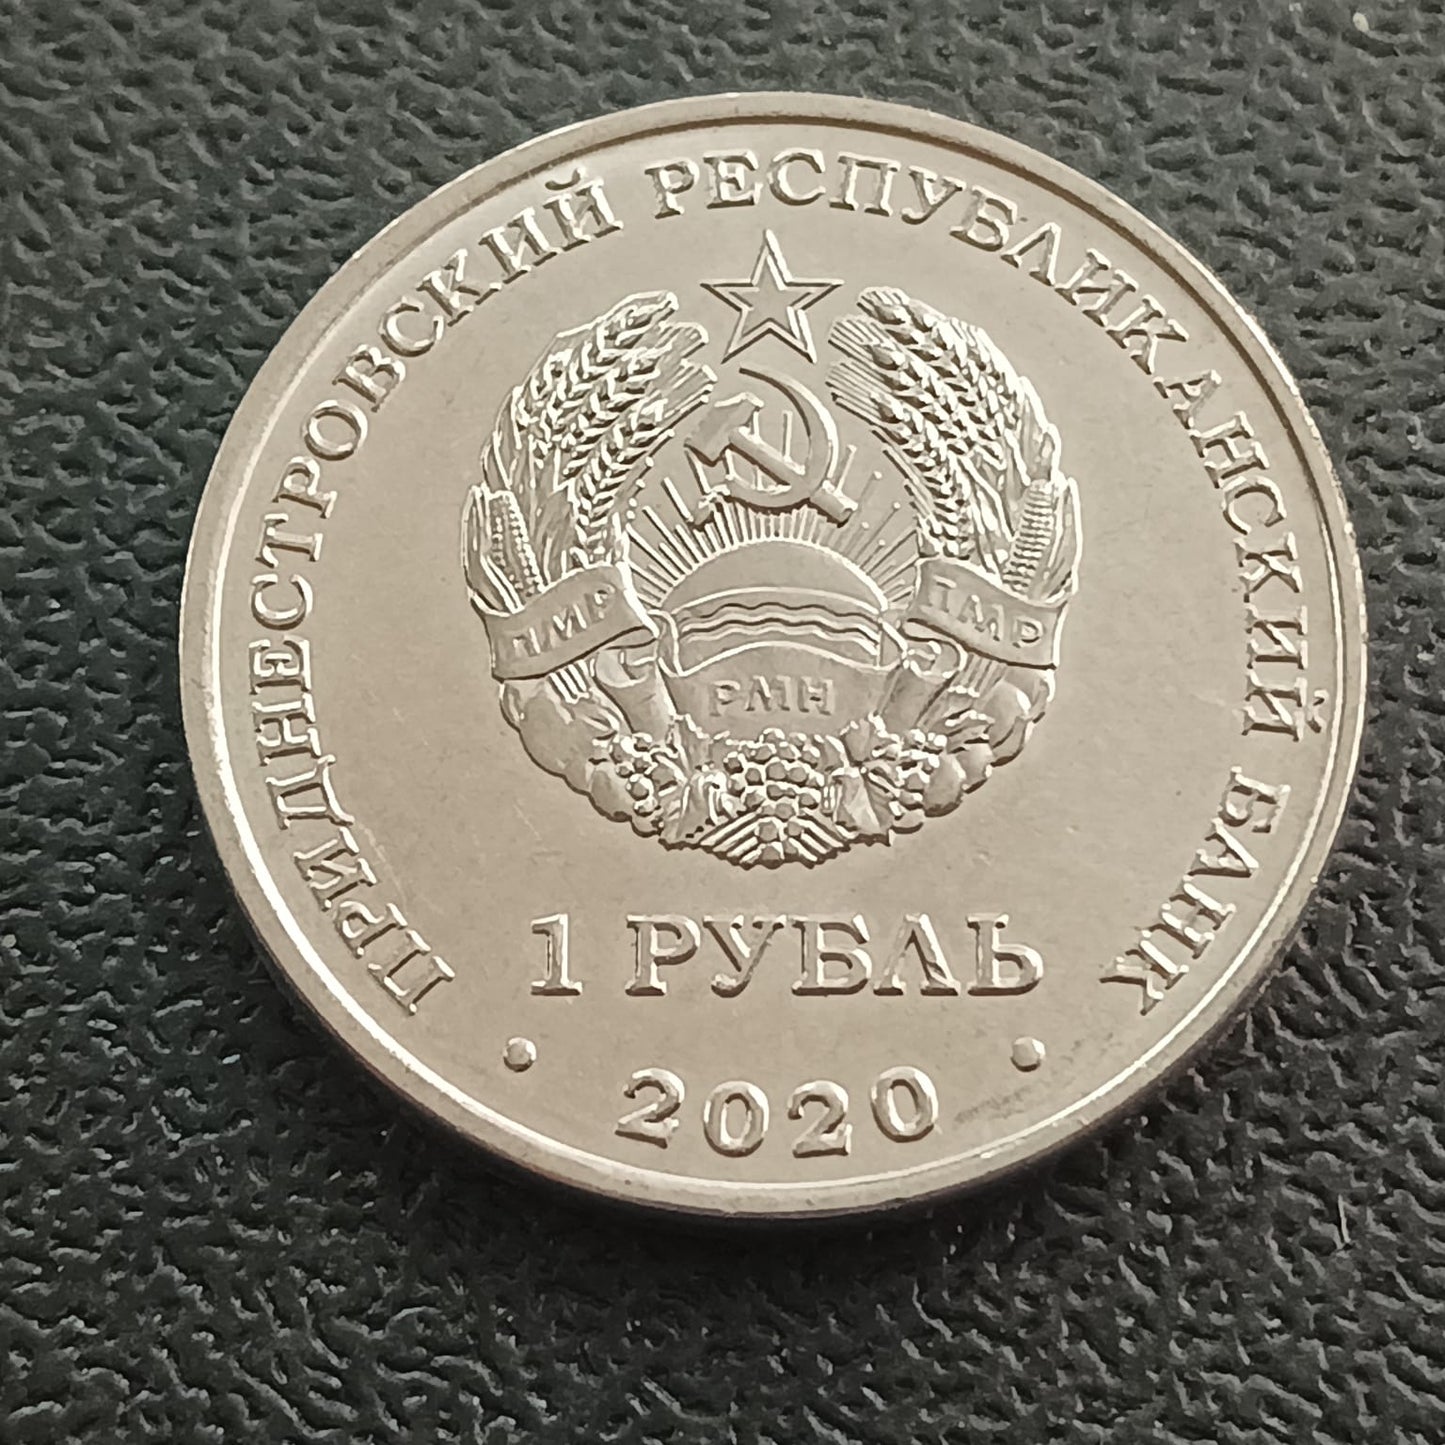 ПРИДНЕСТРОВСКИЙ РЕСПУБЛИКАНСКИЙ БАНК
ПМР
ПМР
РМН
1 РУБЛЬ
• 2020 •